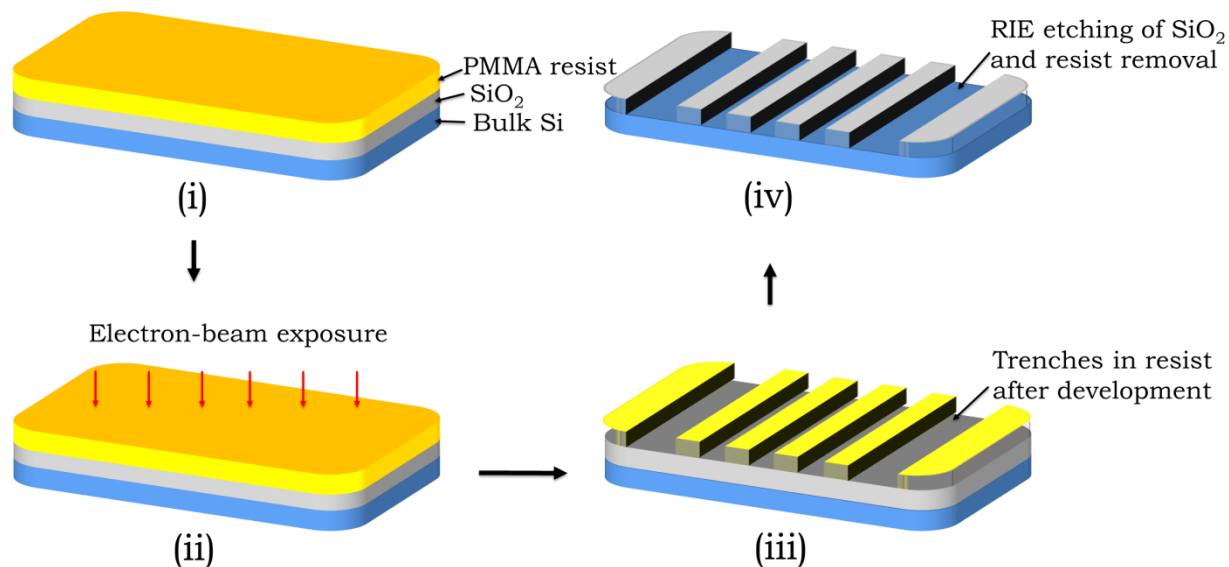 PMMA resist
SiO₂
Bulk Si
(i)
RIE etching of SiO₂
and resist removal
(iv)
Electron-beam exposure
(ii)
Trenches in resist
after development
(iii)